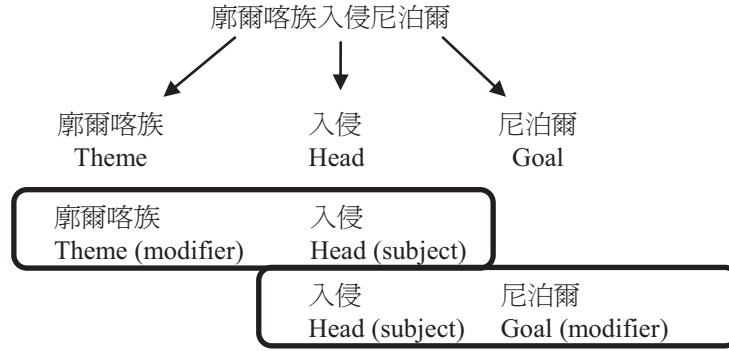 廓爾喀族入侵尼泊爾
廓爾喀族 入侵 尼泊爾
Theme Head Goal
廓爾喀族 入侵
Theme (modifier) Head (subject)
入侵 尼泊爾
Head (subject) Goal (modifier)